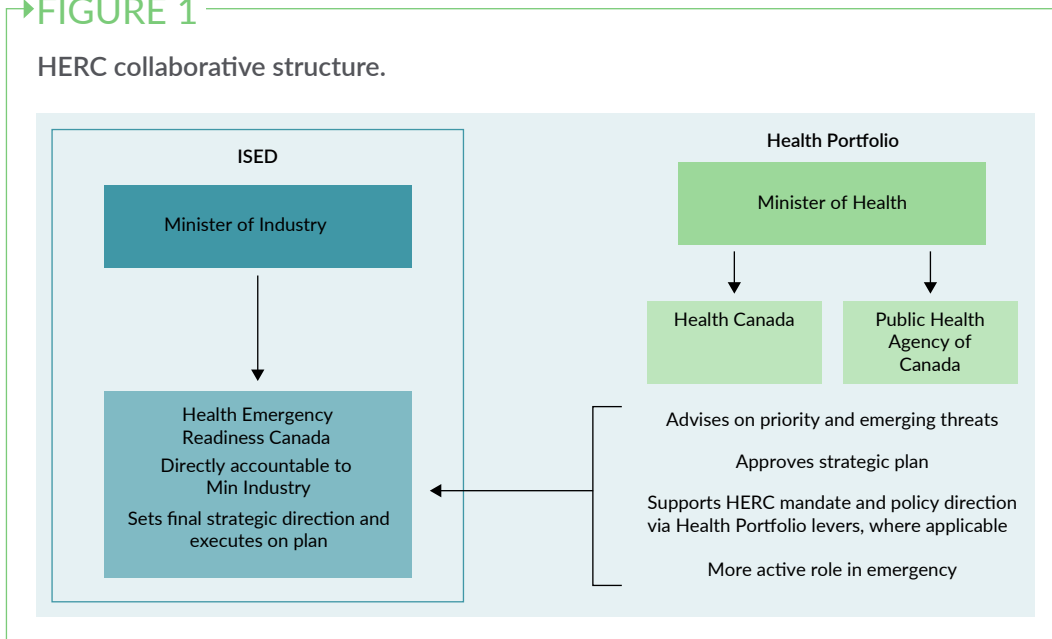 FIGURE 1
HERC collaborative structure.
ISED
Minister of Industry
Health Emergency
Readiness Canada
Directly accountable to
Min Industry
Sets final strategic direction and
executes on plan
Health Portfolio
Minister of Health
Health Canada
Public Health
Agency of
Canada
Advises on priority and emerging threats
Approves strategic plan
Supports HERC mandate and policy direction
via Health Portfolio levers, where applicable
More active role in emergency